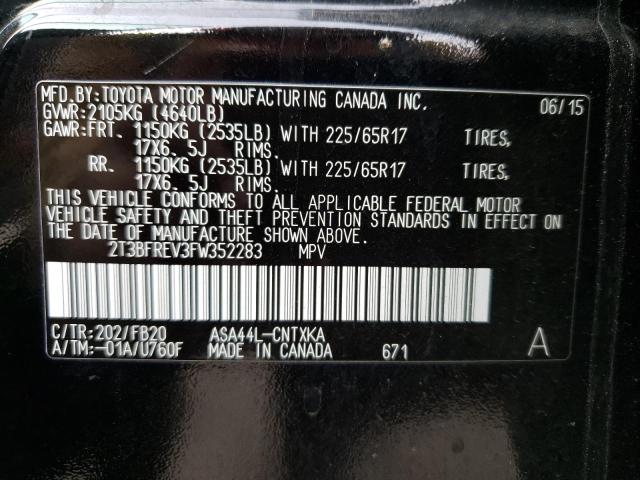 MFD.BY:TOYOTA MOTOR MANUFACTURING CANADA INC. 06/15
GVWR:2105KG (4640LB)
GAWR:FRT. 1150KG (2535LB) WITH 225/65R17 TIRES,
17X6. 5J RIMS.
RR. 1150KG (2535LB) WITH 225/65R17 TIRES,
17X6. 5J RIMS.
THIS VEHICLE CONFORMS TO ALL APPLICABLE FEDERAL MOTOR
VEHICLE SAFETY AND THEFT PREVENTION STANDARDS IN EFFECT ON
THE DATE OF MANUFACTURE SHOWN ABOVE.
2T3BFREV3FW352283 MPV
C/TR:202/FB20 ASA44L-CNTXKA
A/TM:-01A/U760F MADE IN CANADA 671 A